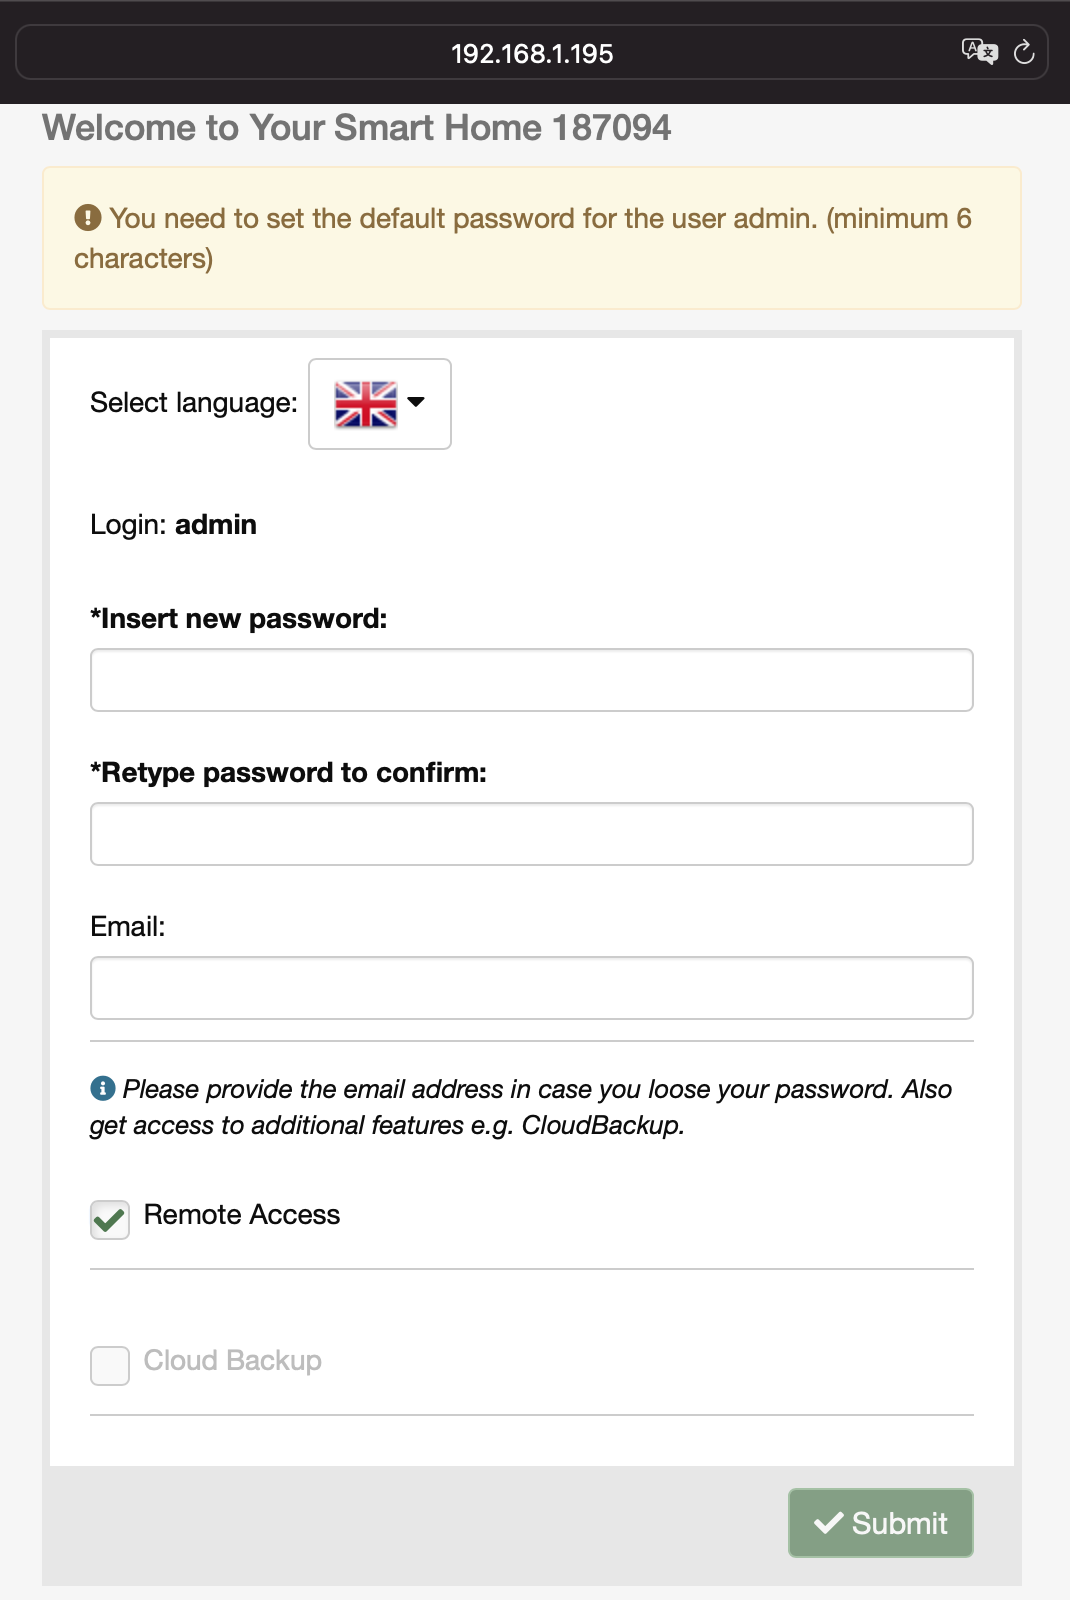 192.168.1.195
Welcome to Your Smart Home 187094
You need to set the default password for the user admin. (minimum 6
characters)
Select language:
Login: admin
*Insert new password:
*Retype password to confirm:
Email:
Please provide the email address in case you loose your password. Also
get access to additional features e.g. CloudBackup.
Remote Access
Cloud Backup
Submit